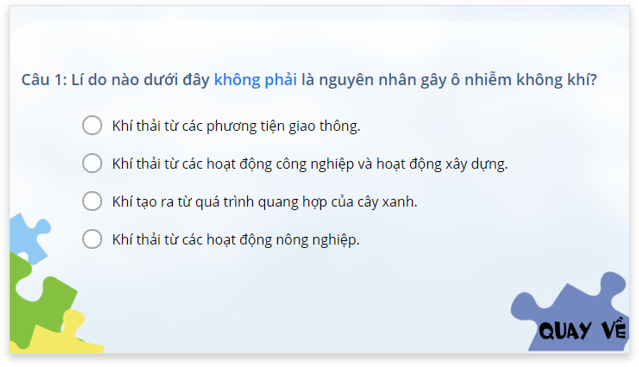 Câu 1: Lí do nào dưới đây không phải là nguyên nhân gây ô nhiễm không khí?
Khí thải từ các phương tiện giao thông.
Khí thải từ các hoạt động công nghiệp và hoạt động xây dựng.
Khí tạo ra từ quá trình quang hợp của cây xanh.
Khí thải từ các hoạt động nông nghiệp.
QUAY VỀ